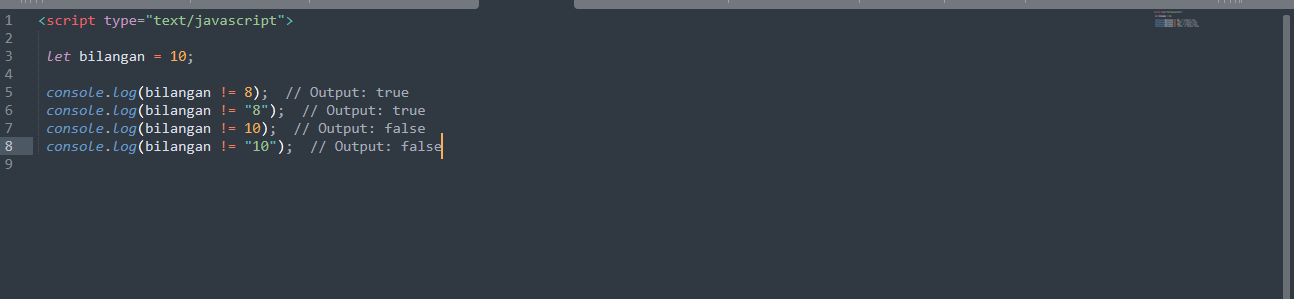 1 <script type="text/javascript">
2
3 let bilangan = 10;
4
5 console.log(bilangan != 8);  // Output: true
6 console.log(bilangan != "8");  // Output: true
7 console.log(bilangan != 10);  // Output: false
8 console.log(bilangan != "10");  // Output: false
9